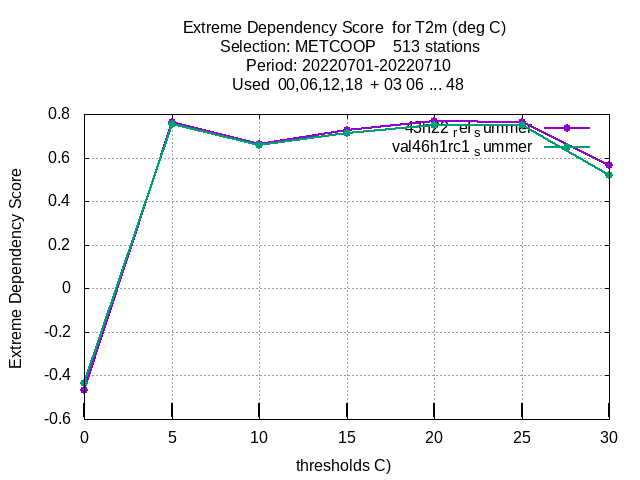 Extreme Dependency Score for T2m (deg C)
Selection: METCOOP 513 stations
Period: 20220701-20220710
Used 00,06,12,18 + 03 06 ... 48
0.8
0.6
0.4
0.2
0
-0.2
-0.4
-0.6
Extreme Dependency Score
43h22_ref_summer
val46h1rc1_summer
0
5
10
15
20
25
30
thresholds C)